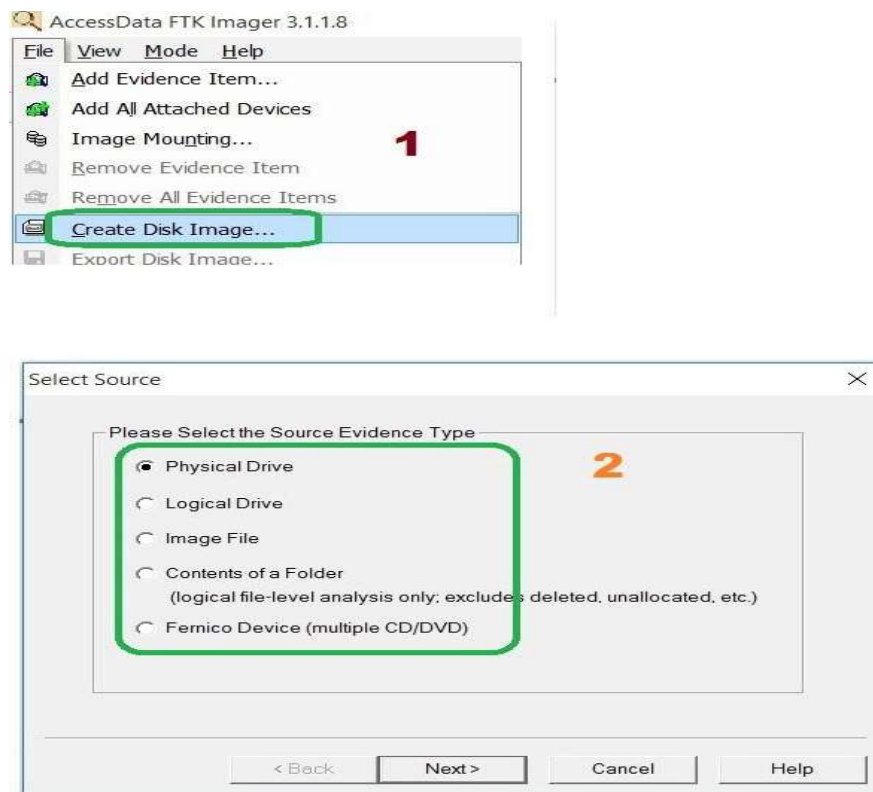 AccessData FTK Imager 3.1.1.8
File View Mode Help
Add Evidence Item...
Add All Attached Devices
Image Mounting...
1
Remove Evidence Item
Remove All Evidence Items
Create Disk Image...
Export Disk Image...
Select Source
Please Select the Source Evidence Type
Physical Drive
2
Logical Drive
Image File
Contents of a Folder
(logical file-level analysis only; excludes deleted, unallocated, etc.)
Fernico Device (multiple CD/DVD)
< Back Next > Cancel Help